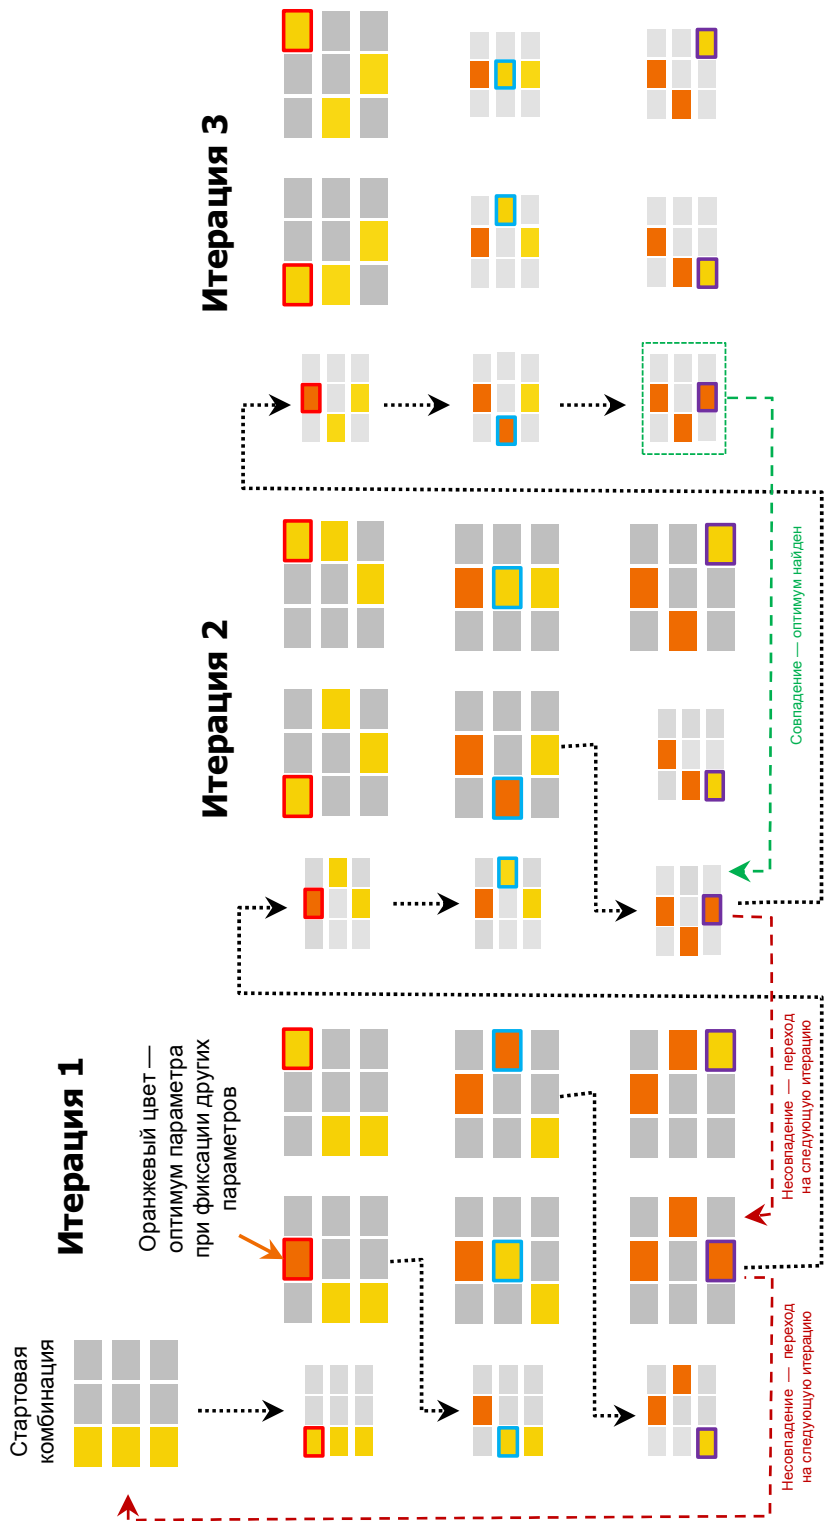 Стартовая
комбинация
Итерация 1
Оранжевый цвет —
оптимум параметра
при фиксации других
параметров
Несовпадение — переход
на следующую итерацию
Несовпадение — переход
на следующую итерацию
Итерация 2
Совпадение — оптимум найден
Итерация 3